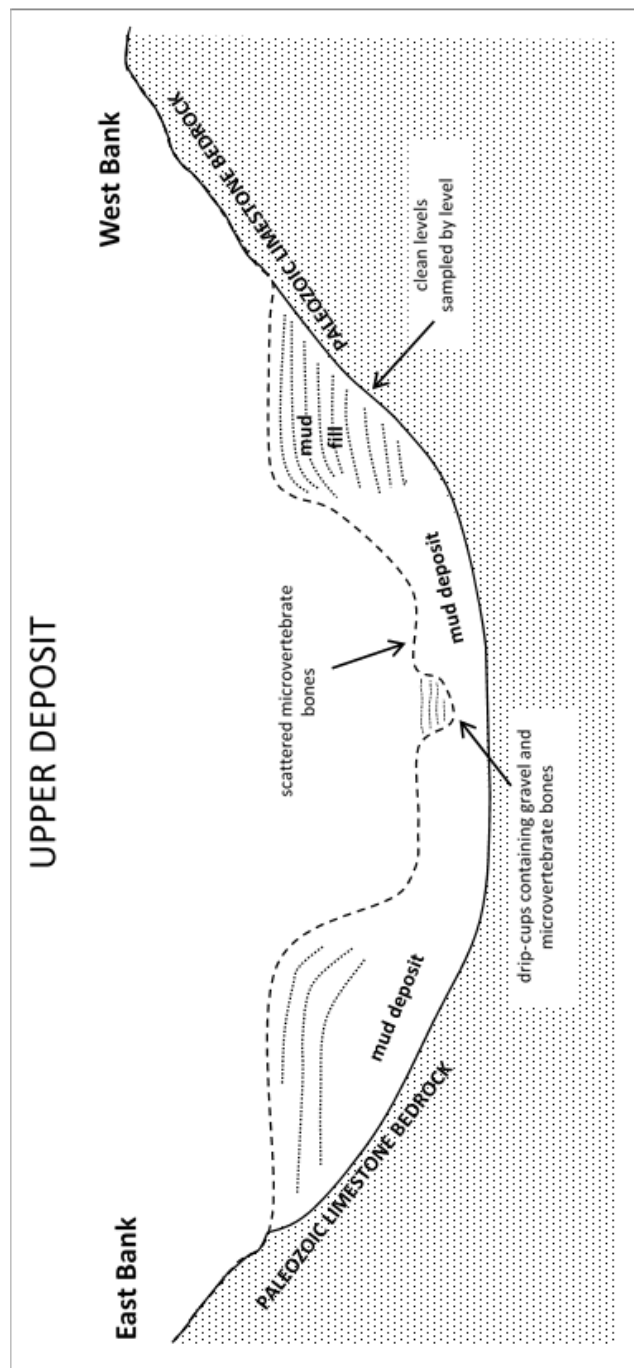 UPPER DEPOSIT
East Bank
West Bank
PALEOZOIC LIMESTONE BEDROCK
mud deposit
scattered microvertebrate
bones
drip-cups containing gravel and
microvertebrate bones
mud deposit
mud
fill
PALEOZOIC LIMESTONE BEDROCK
clean levels
sampled by level